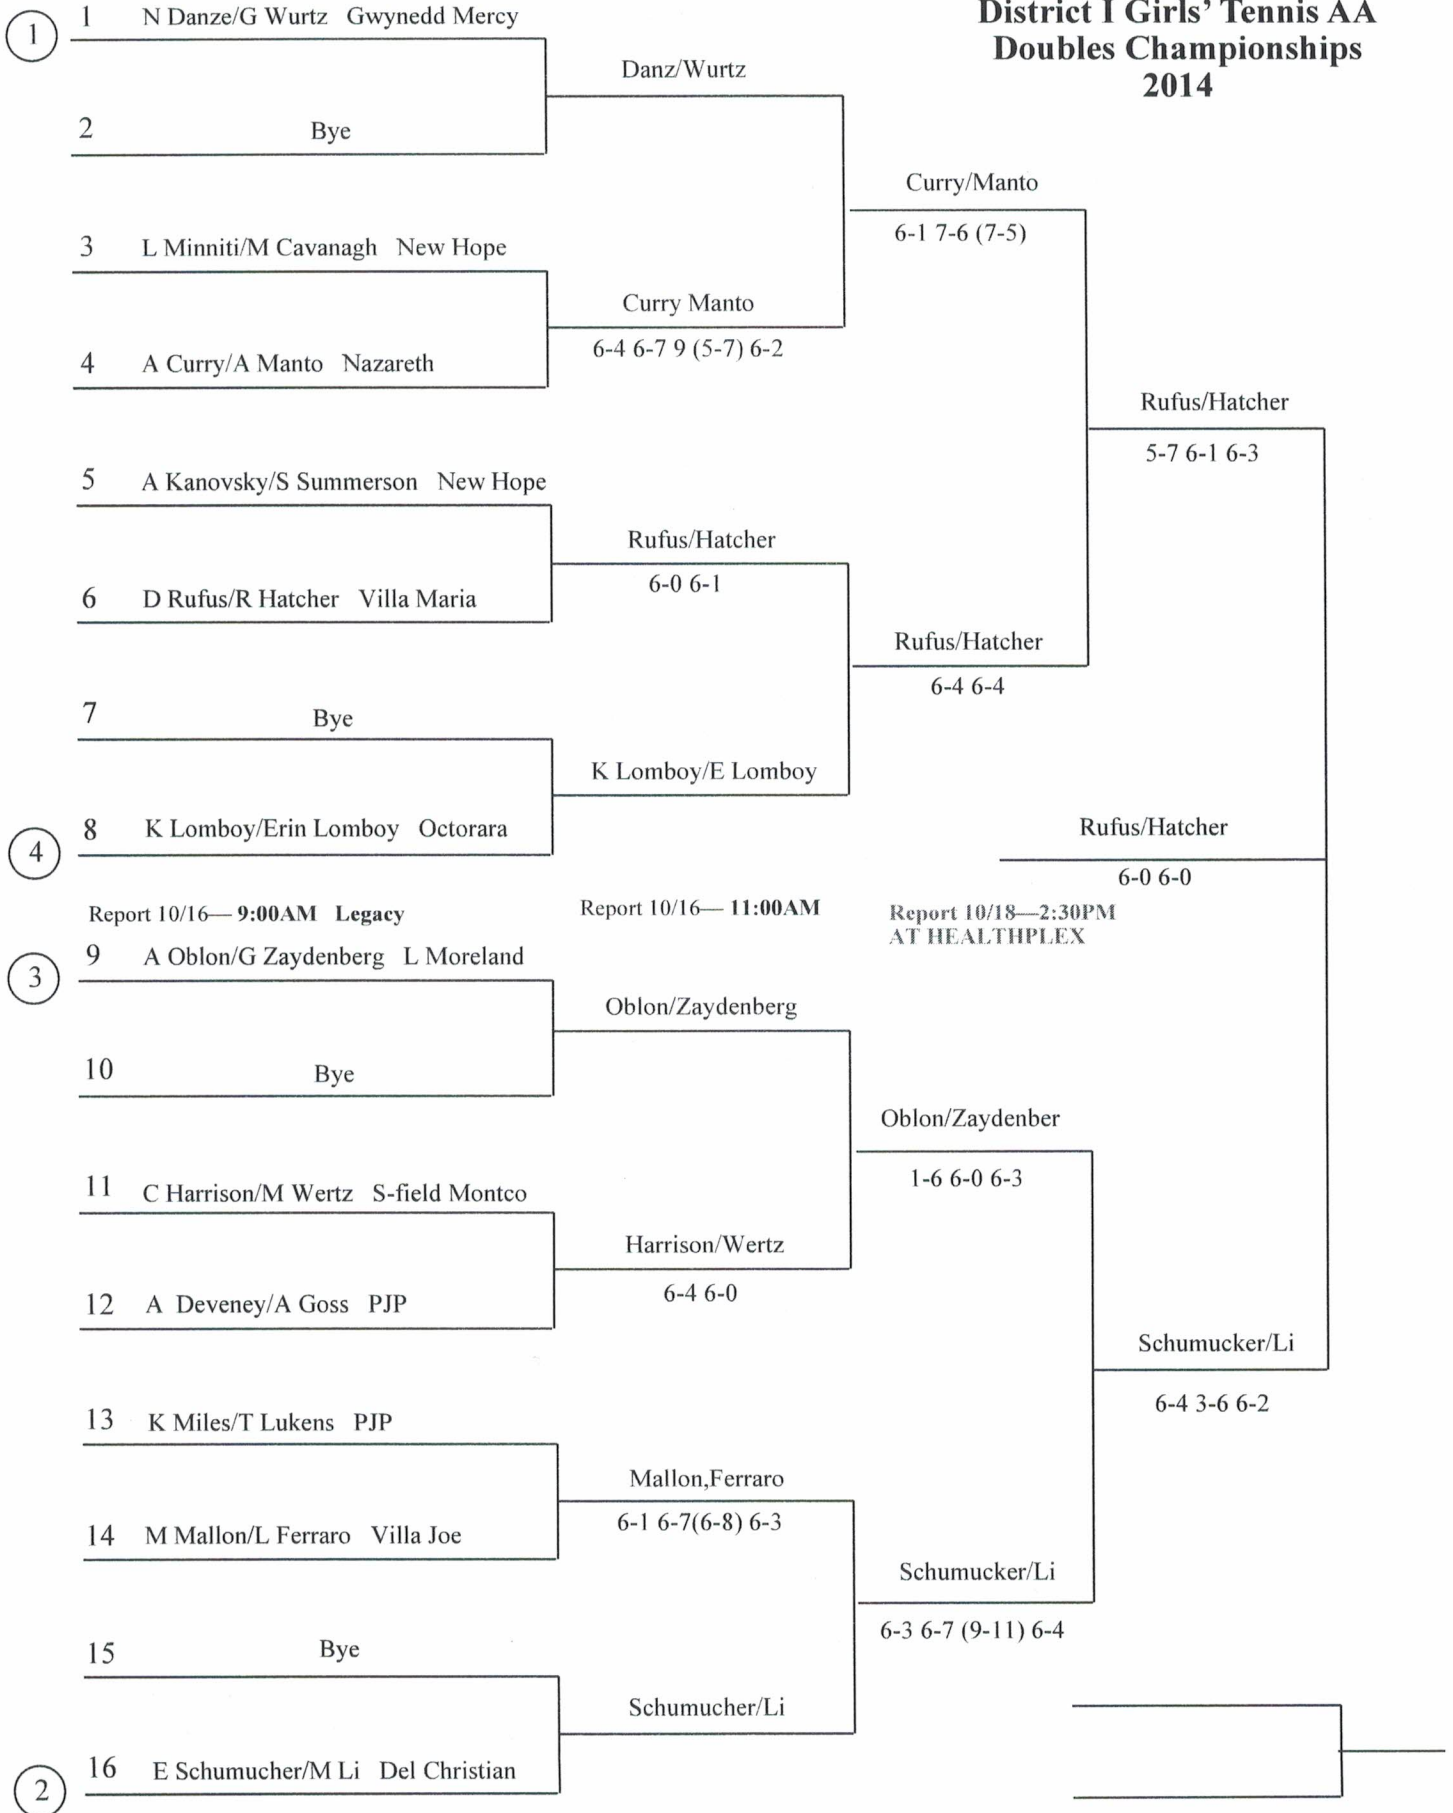 District I Girls' Tennis AA
Doubles Championships
2014
1
1 N Danze/G Wurtz Gwynedd Mercy
Danz/Wurtz
2 Bye
Curry/Manto
6-1 7-6 (7-5)
3 L Minniti/M Cavanagh New Hope
Curry Manto
6-4 6-7 9 (5-7) 6-2
4 A Curry/A Manto Nazareth
Rufus/Hatcher
5-7 6-1 6-3
5 A Kanovsky/S Summerson New Hope
Rufus/Hatcher
6-0 6-1
6 D Rufus/R Hatcher Villa Maria
Rufus/Hatcher
6-4 6-4
7 Bye
K Lomboy/E Lomboy
4
8 K Lomboy/Erin Lomboy Octorara
Rufus/Hatcher
6-0 6-0
Report 10/16— 9:00AM Legacy
Report 10/16— 11:00AM
Report 10/18—2:30PM
AT HEALTHPLEX
3
9 A Oblon/G Zaydenberg L Moreland
Oblon/Zaydenberg
10 Bye
Oblon/Zaydenber
1-6 6-0 6-3
11 C Harrison/M Wertz S-field Montco
Harrison/Wertz
6-4 6-0
12 A Deveney/A Goss PJP
Schumucker/Li
6-4 3-6 6-2
13 K Miles/T Lukens PJP
Mallon,Ferraro
6-1 6-7(6-8) 6-3
14 M Mallon/L Ferraro Villa Joe
Schumucker/Li
6-3 6-7 (9-11) 6-4
15 Bye
Schumucher/Li
2
16 E Schumucher/M Li Del Christian